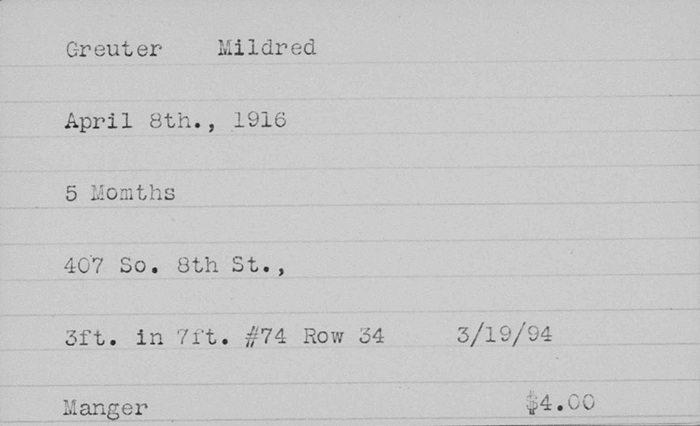 Greuter Mildred
April 8th., 1916
5 Momths
407 So. 8th St.,
3ft. in 7ft. #74 Row 34 3/19/94
Manger $4.00